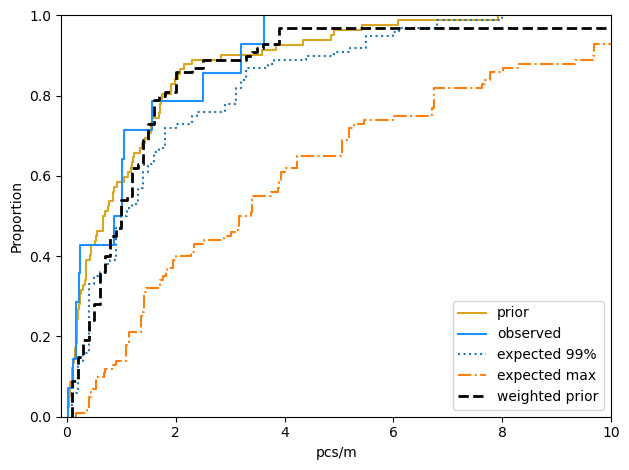 1.0
0.8
0.6
0.4
0.2
0.0
Proportion
0
2
4
6
8
10
pcs/m
prior
observed
expected 99%
expected max
weighted prior